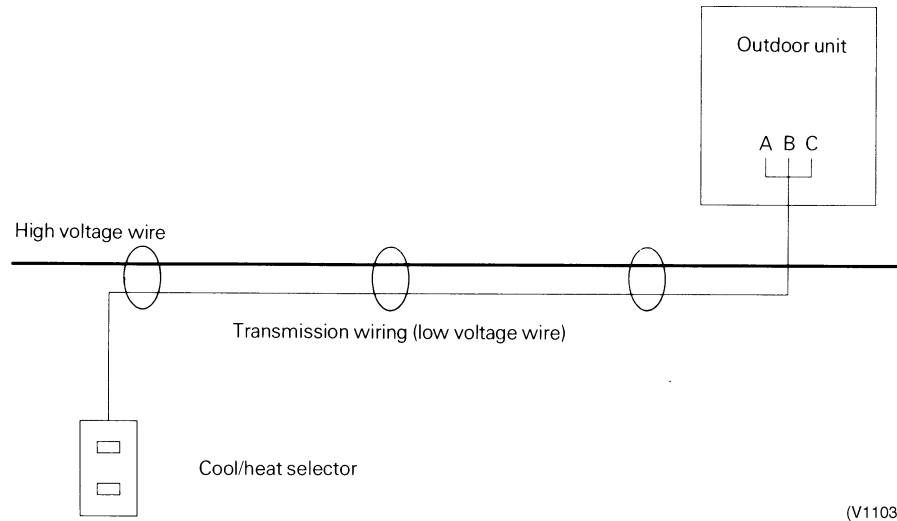 Outdoor unit
A B C
High voltage wire
Transmission wiring (low voltage wire)
Cool/heat selector
(V1103